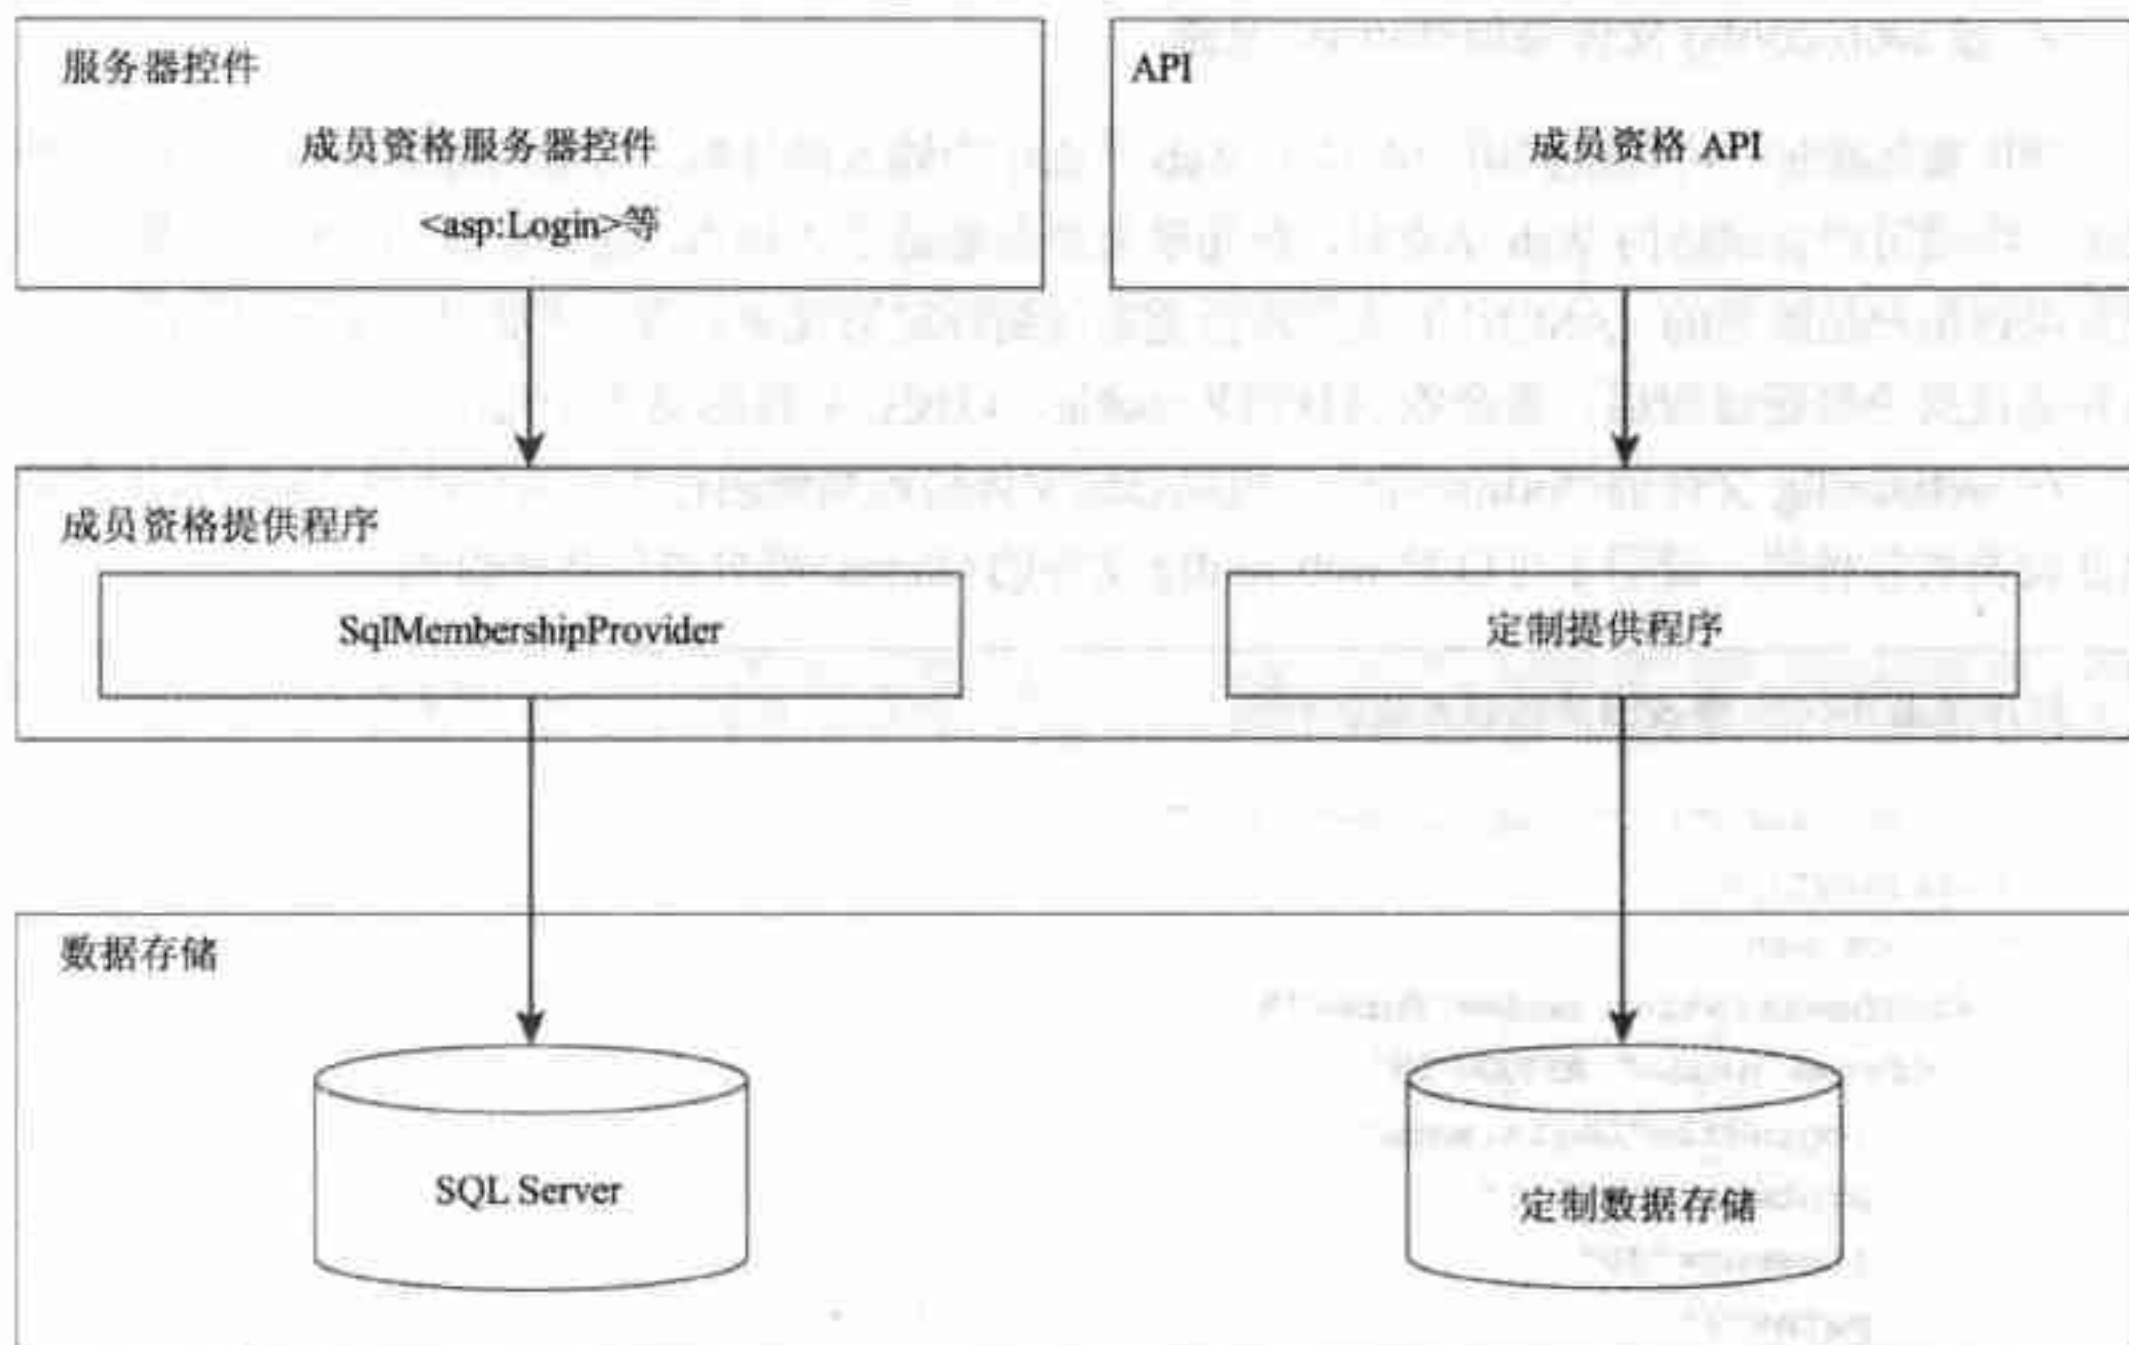 服务器控件
成员资格服务器控件
<asp:Login>等
API
成员资格 API
成员资格提供程序
SqlMembershipProvider
定制提供程序
数据存储
SQL Server
定制数据存储